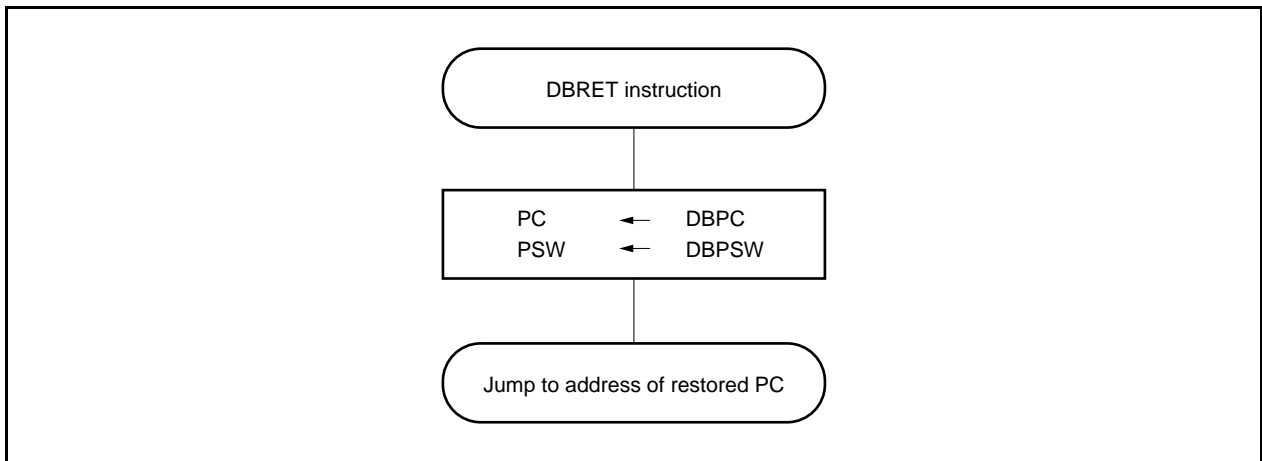 DBRET instruction
PC ← DBPC
PSW ← DBPSW
Jump to address of restored PC